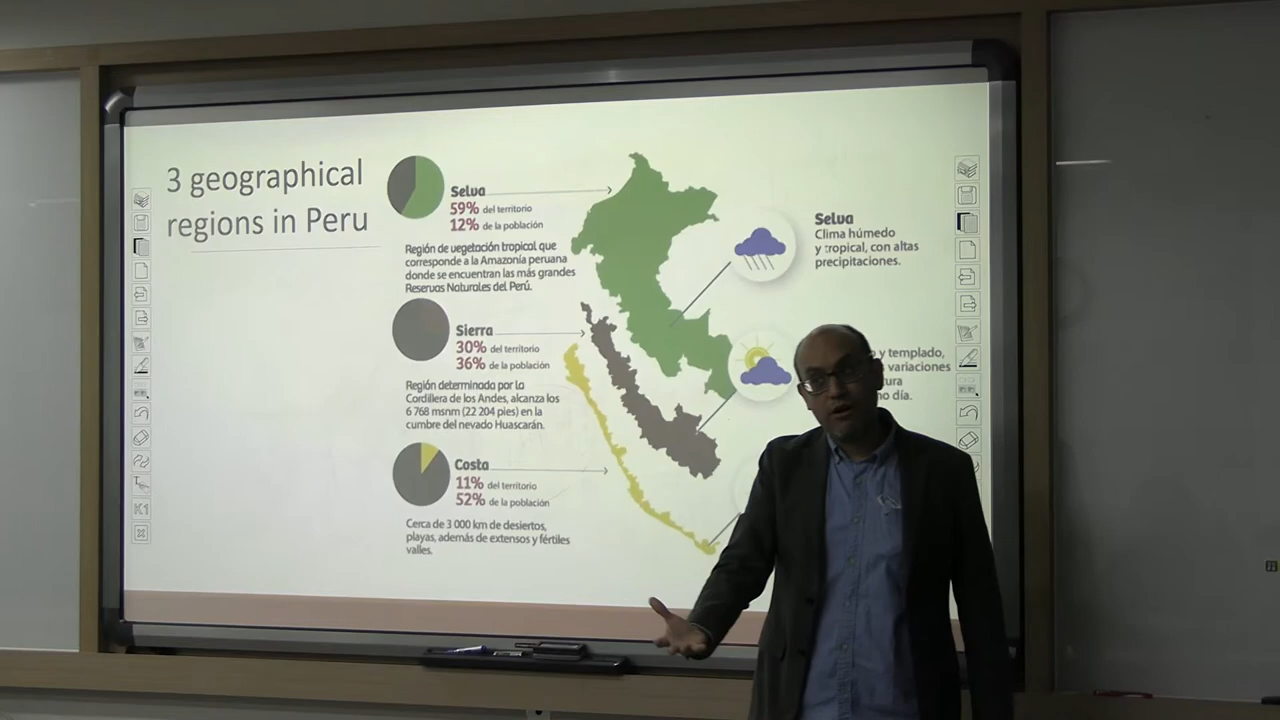 3 geographical
regions in Peru
Selva
59% del territorio
12% de la población
Región de vegetación tropical que
corresponde a la Amazonía peruana
donde se encuentran las más grandes
Reservas Naturales del Perú.
Sierra
30% del territorio
36% de la población
Región determinada por la
Cordillera de los Andes, alcanza los
6 768 msnm (22 204 pies) en la
cumbre del nevado Huascarán.
Costa
11% del territorio
52% de la población
Cerca de 3 000 km de desiertos,
playas, además de extensos y fértiles
valles.
Selva
Clima húmedo
y tropical, con altas
precipitaciones.
y templado,
variaciones
día.
K1